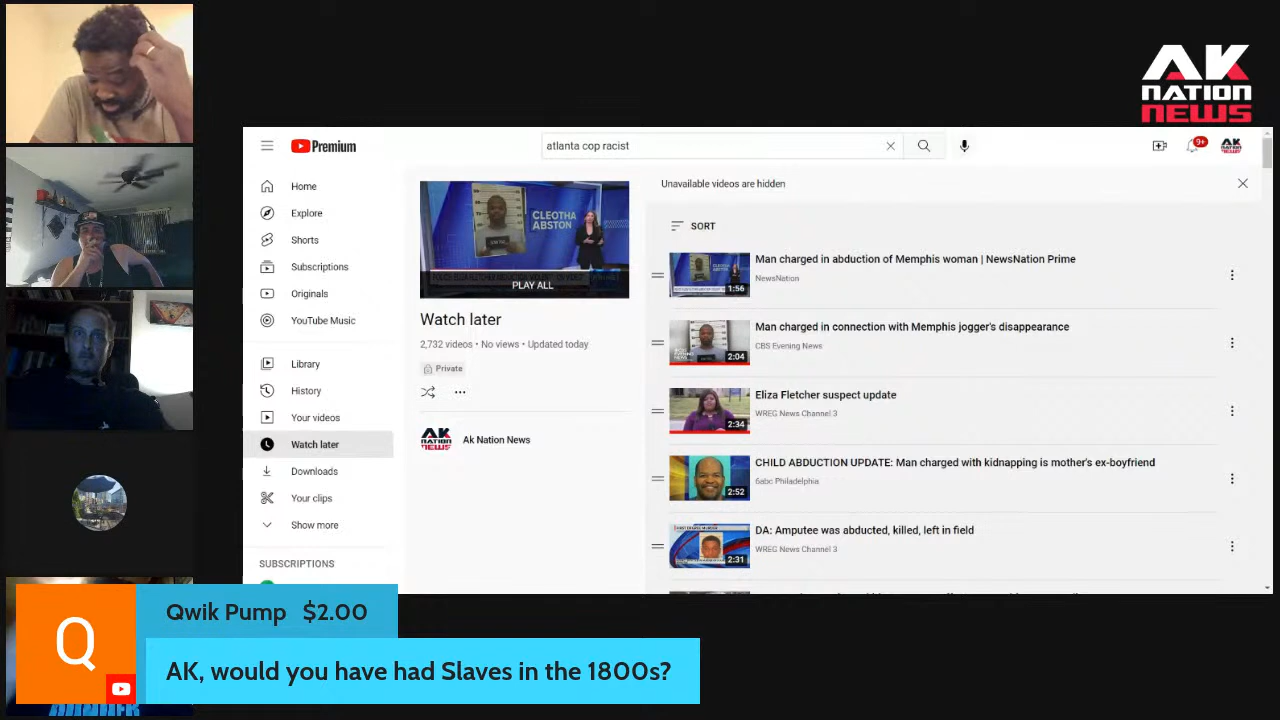 AK
NATION
NEWS
Premium
atlanta cop racist
9+
AK
NATION
NEWS
Home
Explore
Shorts
Subscriptions
Originals
YouTube Music
Library
History
Your videos
Watch later
Downloads
Your clips
Show more
SUBSCRIPTIONS
CLEOTHA
ABSTON
PLAY ALL
Watch later
2,732 videos • No views • Updated today
Private
AK
NATION
NEWS
Ak Nation News
Unavailable videos are hidden
SORT
1:56
Man charged in abduction of Memphis woman | NewsNation Prime
NewsNation
2:04
Man charged in connection with Memphis jogger's disappearance
CBS Evening News
2:34
Eliza Fletcher suspect update
WREG News Channel 3
2:52
CHILD ABDUCTION UPDATE: Man charged with kidnapping is mother's ex-boyfriend
6abc Philadelphia
2:31
DA: Amputee was abducted, killed, left in field
WREG News Channel 3
Q
Qwik Pump $2.00
AK, would you have had Slaves in the 1800s?